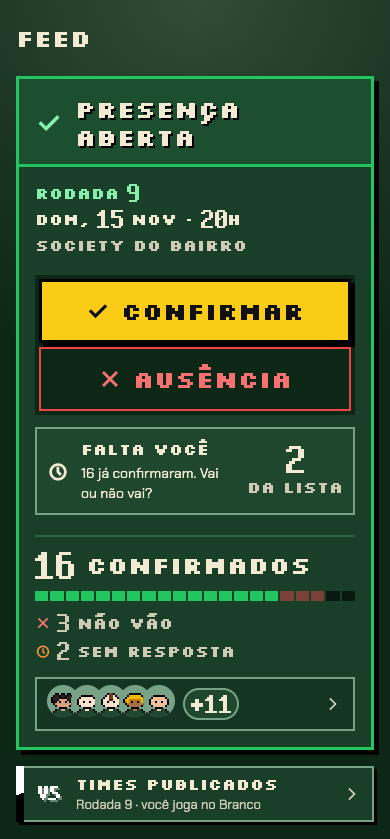 FEED
PRESENÇA
ABERTA
RODADA 9
DOM, 15 NOV · 20H
SOCIETY DO BAIRRO
CONFIRMAR
AUSÊNCIA
FALTA VOCÊ
16 já confirmaram. Vai
ou não vai?
2
DA LISTA
16 CONFIRMADOS
3 NÃO VÃO
2 SEM RESPOSTA
+11
VS
TIMES PUBLICADOS
Rodada 9 · você joga no Branco